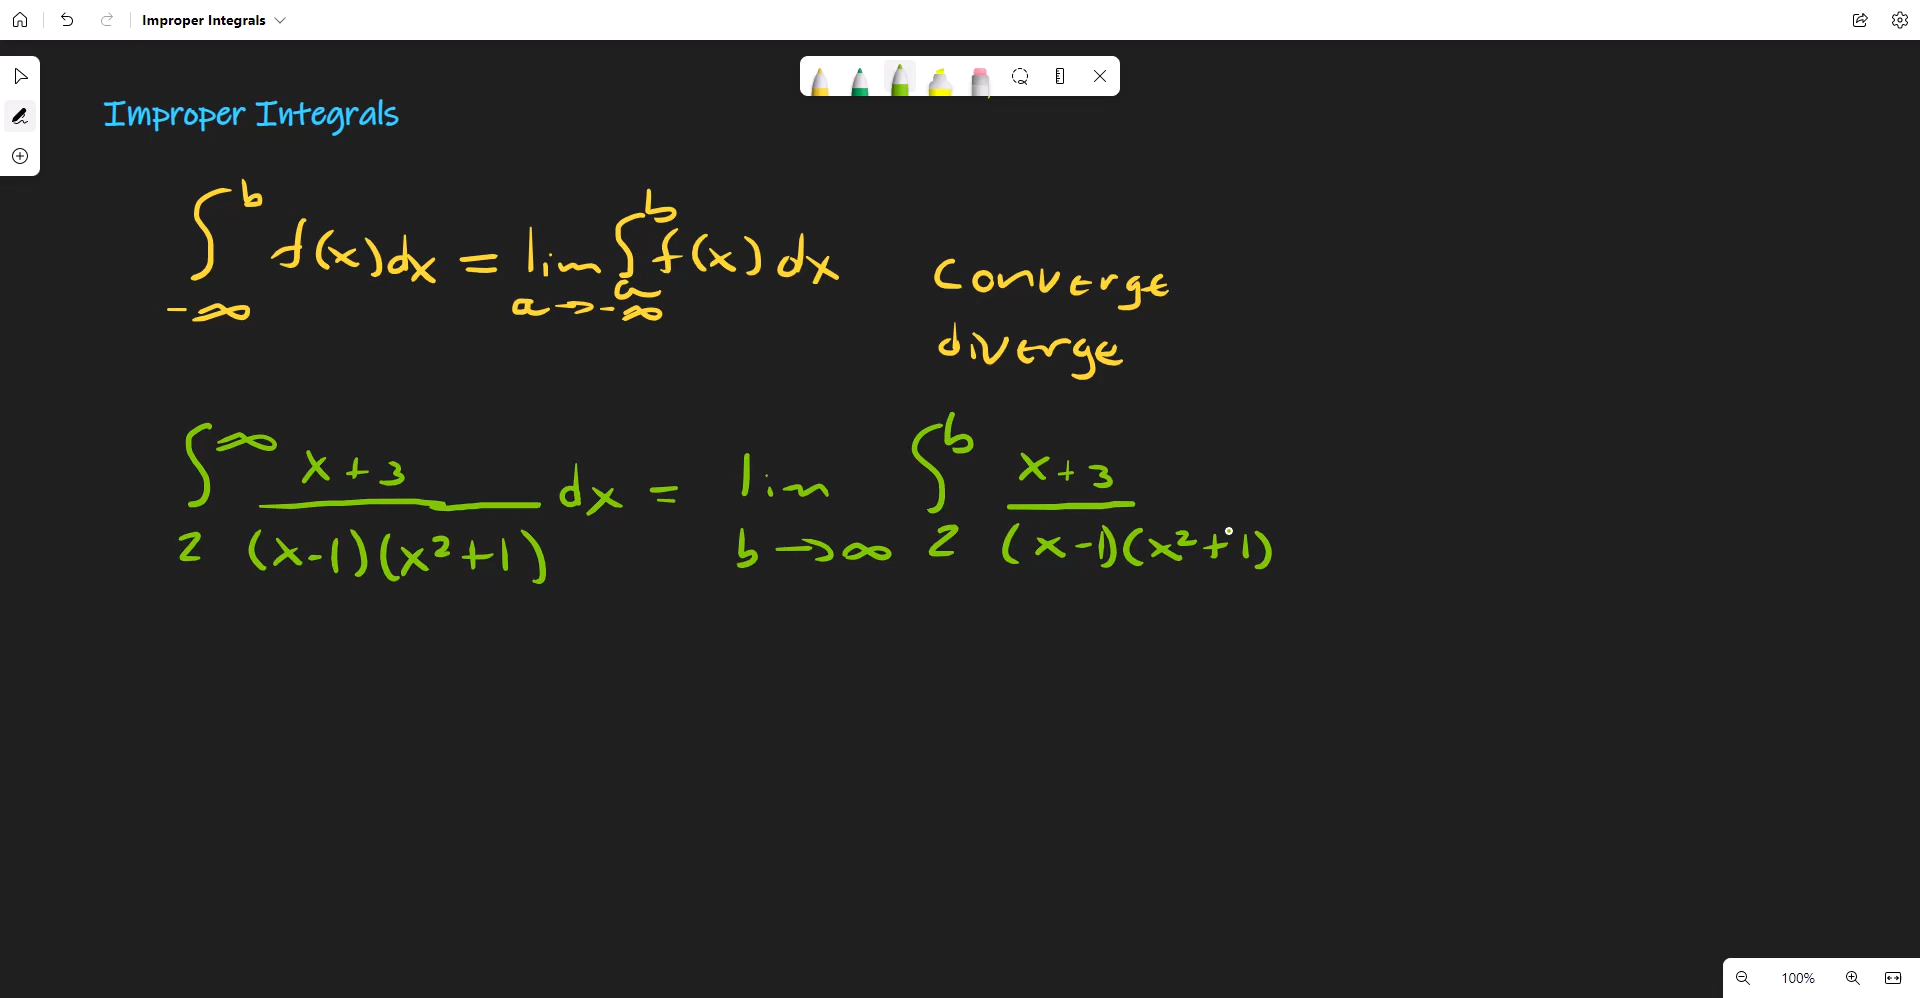 Improper Integrals
Improper Integrals
∫_{-∞}^{b} f(x)dx = lim_{a→-∞} ∫_{a}^{b} f(x) dx
Converge
diverge
∫_{2}^{∞} (x+3)/((x-1)(x²+1)) dx = lim_{b→∞} ∫_{2}^{b} (x+3)/((x-1)(x²+1))
100%